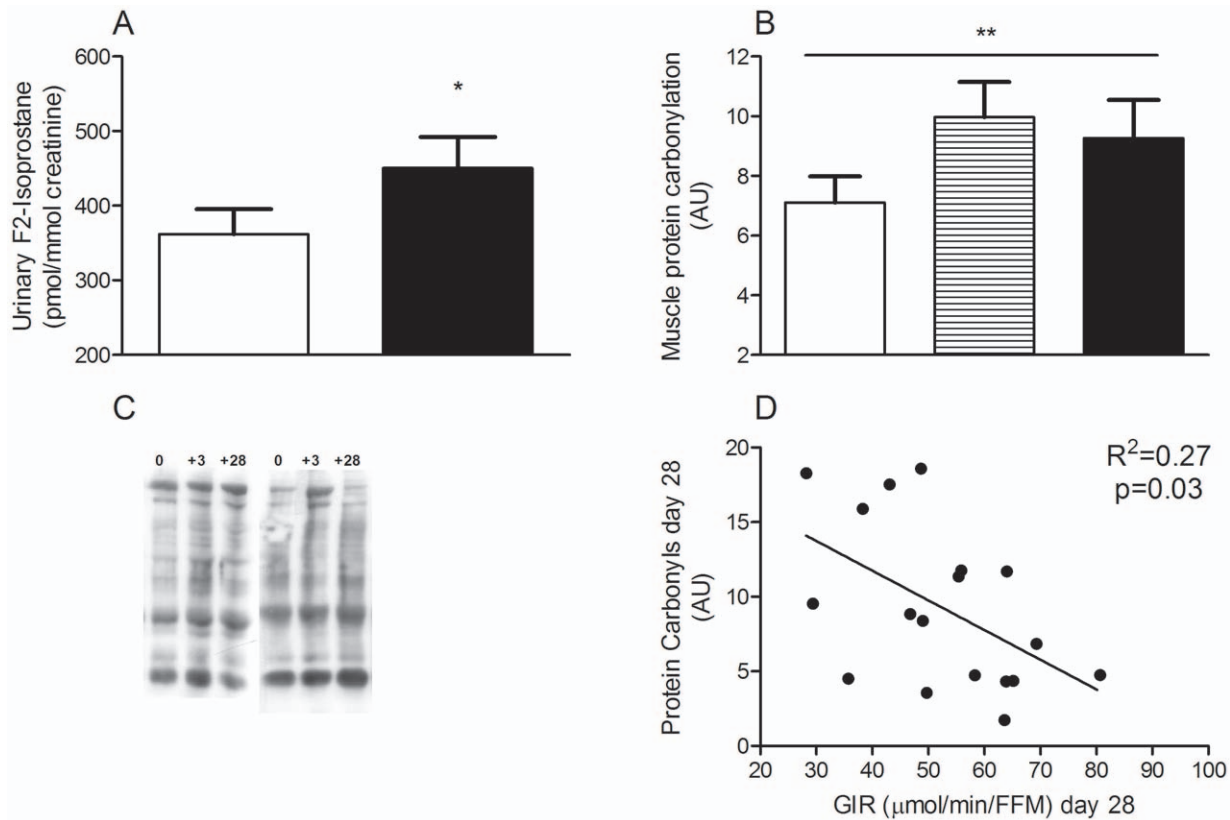 A
Urinary F2-Isoprostane
(pmol/mmol creatinine)
600
500
400
300
200
*
B
Muscle protein carbonylation
(AU)
12
10
8
6
4
2
**
C
0 +3 +28 0 +3 +28
D
Protein Carbonyls day 28
(AU)
20
15
10
5
0
R²=0.27
p=0.03
20 30 40 50 60 70 80 90 100
GIR (μmol/min/FFM) day 28